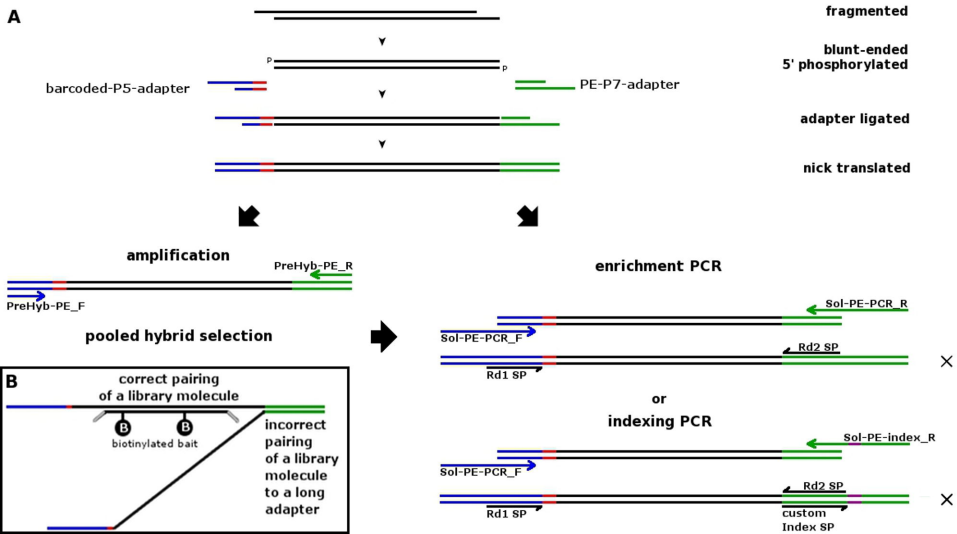 A
fragmented
blunt-ended
5' phosphorylated
P
P
barcoded-P5-adapter
PE-P7-adapter
adapter ligated
nick translated
amplification
PreHyb-PE_R
PreHyb-PE_F
pooled hybrid selection
enrichment PCR
Sol-PE-PCR_R
Sol-PE-PCR_F
Rd2 SP
Rd1 SP
×
or
indexing PCR
Sol-PE-index_R
Sol-PE-PCR_F
Rd2 SP
Rd1 SP
custom
Index SP
×
B
correct pairing
of a library molecule
B B
biotinylated bait
incorrect
pairing
of a library
molecule
to a long
adapter